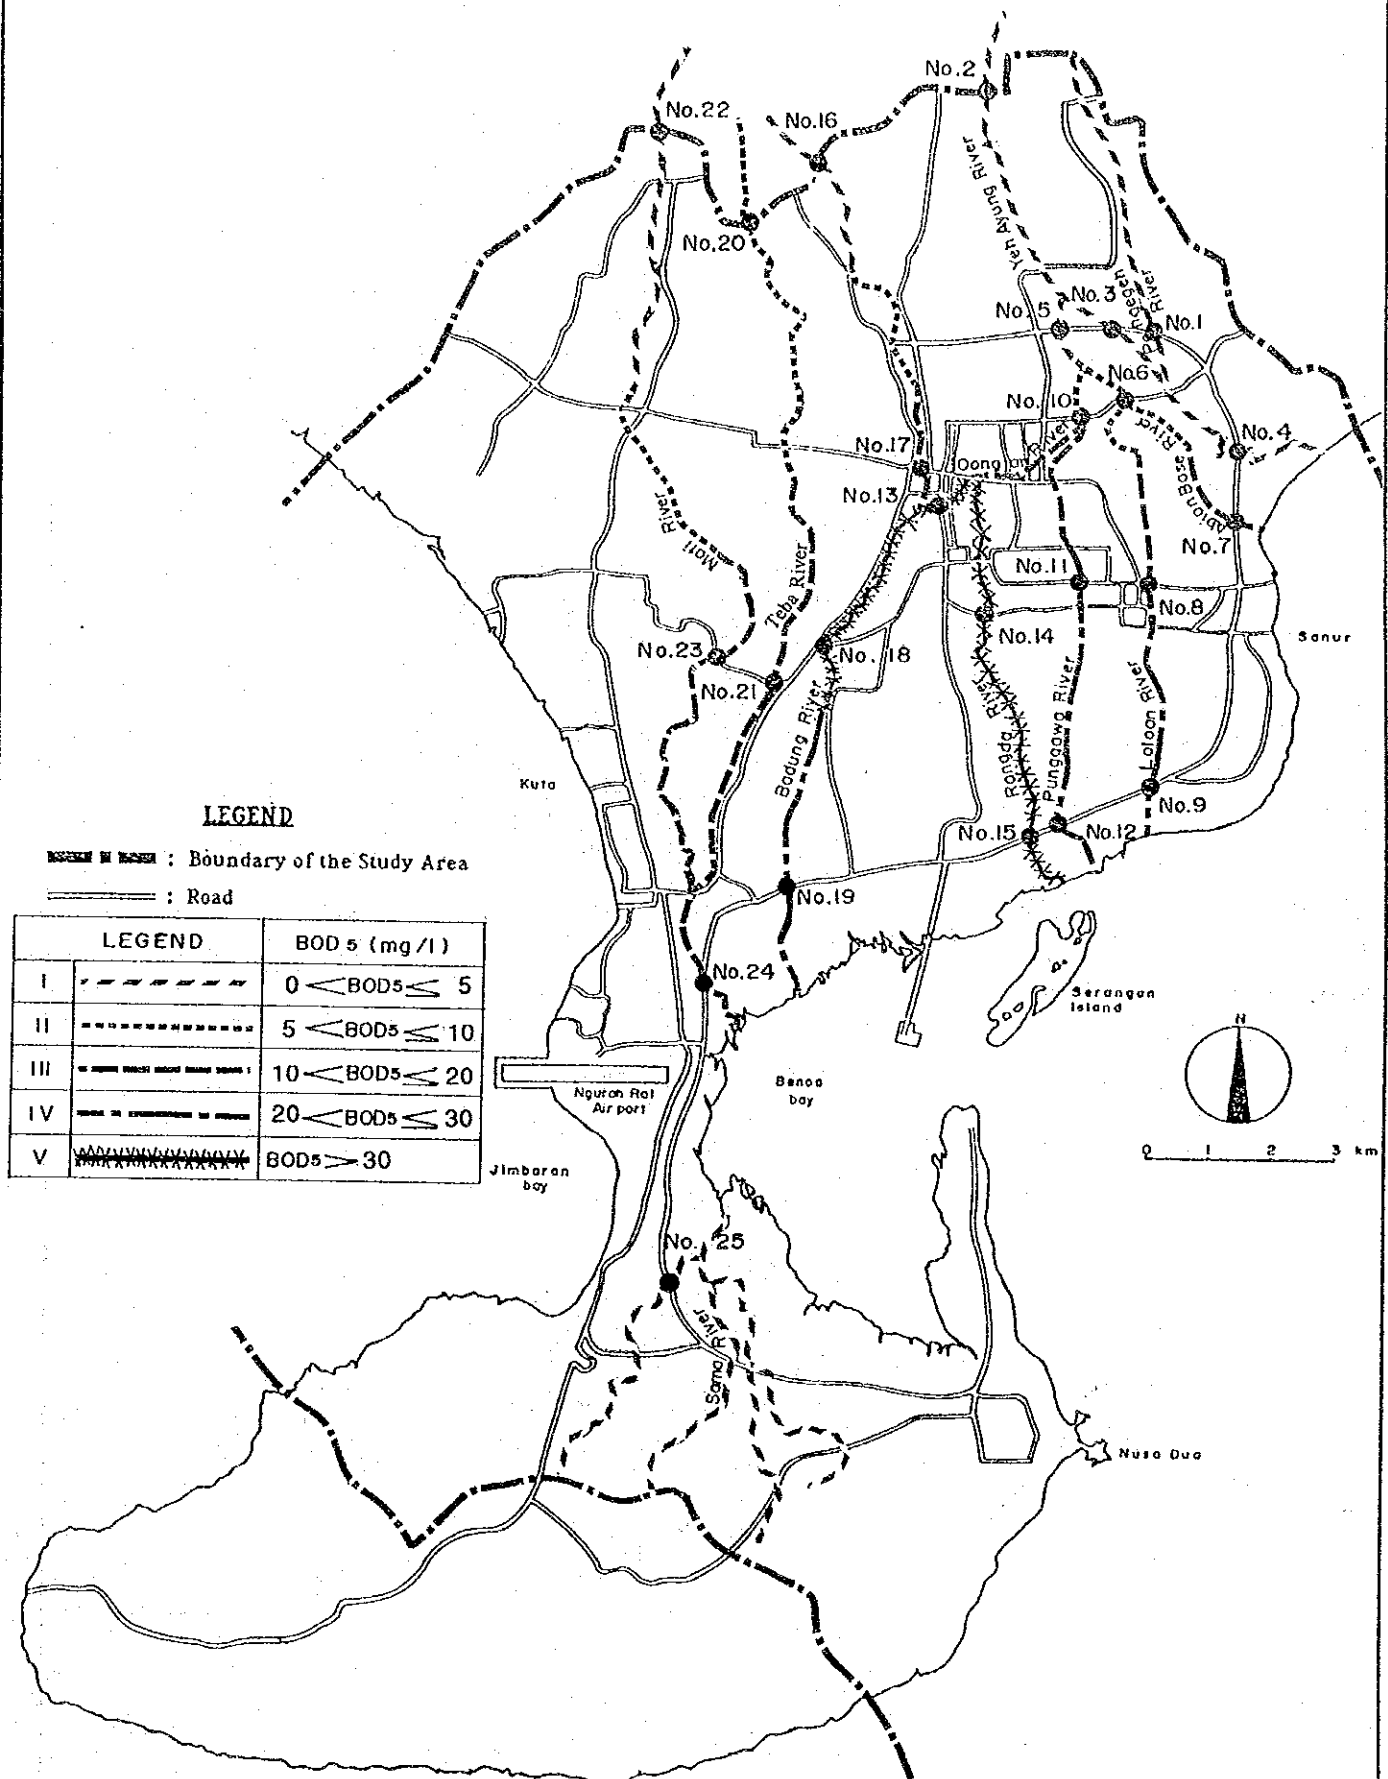 No.2
No.22
No.16
No.20
Yeh Ayung River
No.3
Pengegeh River
No.5
No.1
No.6
No.10
No.4
No.17
River
River
Abian Base
No.13
No.7
Mati River
No.11
No.8
Teba River
No.14
Sanur
No.23
No.18
No.21
Badung River
Rangda River
Punggawa River
Loloan River
Kuta
No.9
No.15
No.12
No.19
No.24
Serangan
Island
N
Benoa
bay
Ngurah Rai
Air port
0 1 2 3 km
Jimbaran
bay
No. 25
Sama River
Nusa Dua
LEGEND
: Boundary of the Study Area
: Road
LEGEND BOD 5 (mg/l)
I 0 < BOD5 ≤ 5
II 5 < BOD5 ≤ 10
III 10 < BOD5 ≤ 20
IV 20 < BOD5 ≤ 30
V BOD5 > 30